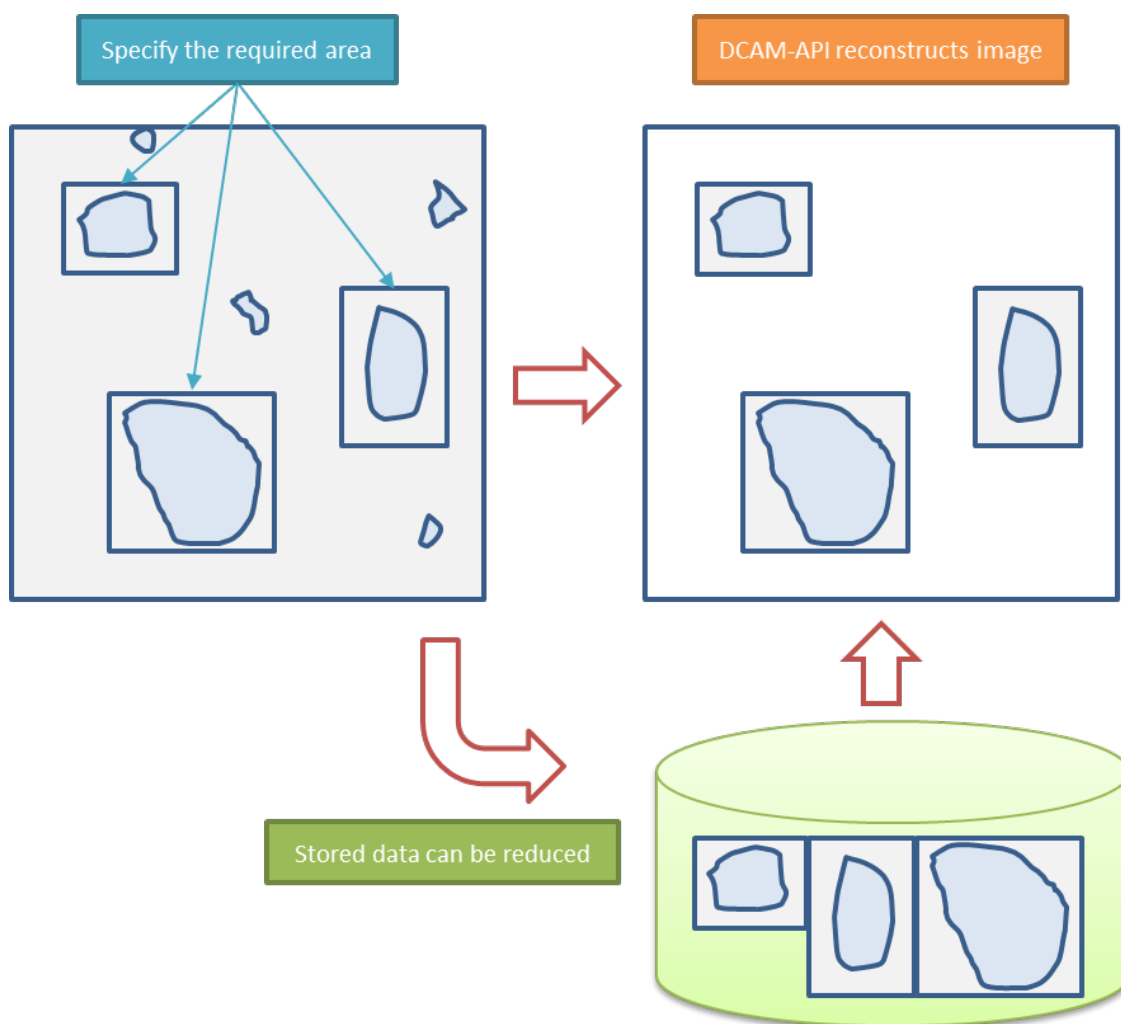 Specify the required area
DCAM-API reconstructs image
Stored data can be reduced